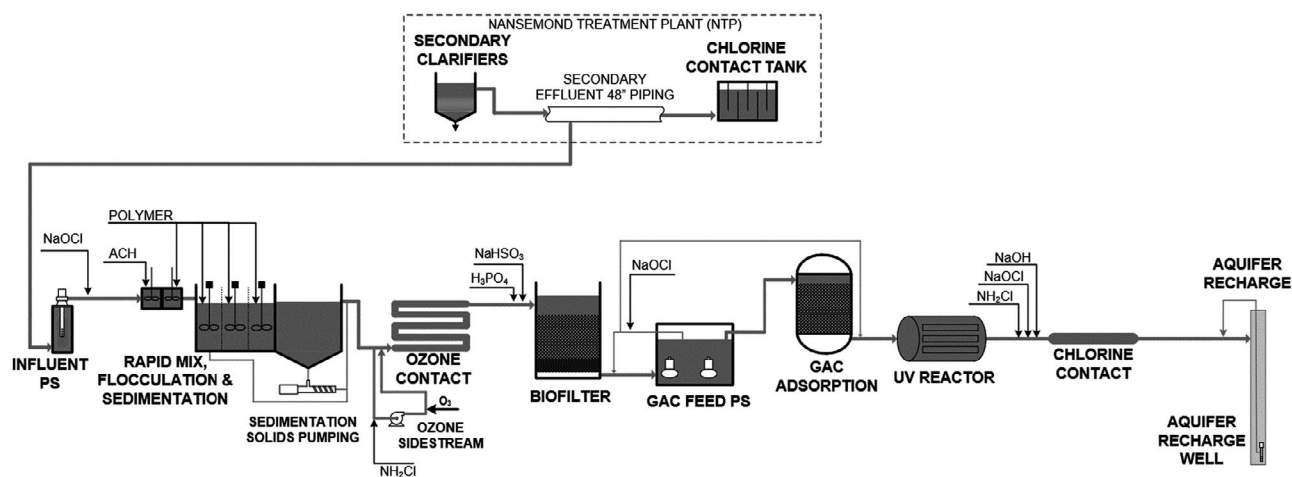 NANSEMOND TREATMENT PLANT (NTP)
SECONDARY
CLARIFIERS
SECONDARY
EFFLUENT 48" PIPING
CHLORINE
CONTACT TANK
NaOCl
POLYMER
ACH
INFLUENT
PS
RAPID MIX,
FLOCCULATION &
SEDIMENTATION
SEDIMENTATION
SOLIDS PUMPING
OZONE
CONTACT
O₃
OZONE
SIDESTREAM
NH₂Cl
NaHSO₃
H₃PO₄
BIOFILTER
NaOCl
GAC FEED PS
GAC
ADSORPTION
UV REACTOR
NaOH
NaOCl
NH₂Cl
CHLORINE
CONTACT
AQUIFER
RECHARGE
AQUIFER
RECHARGE
WELL